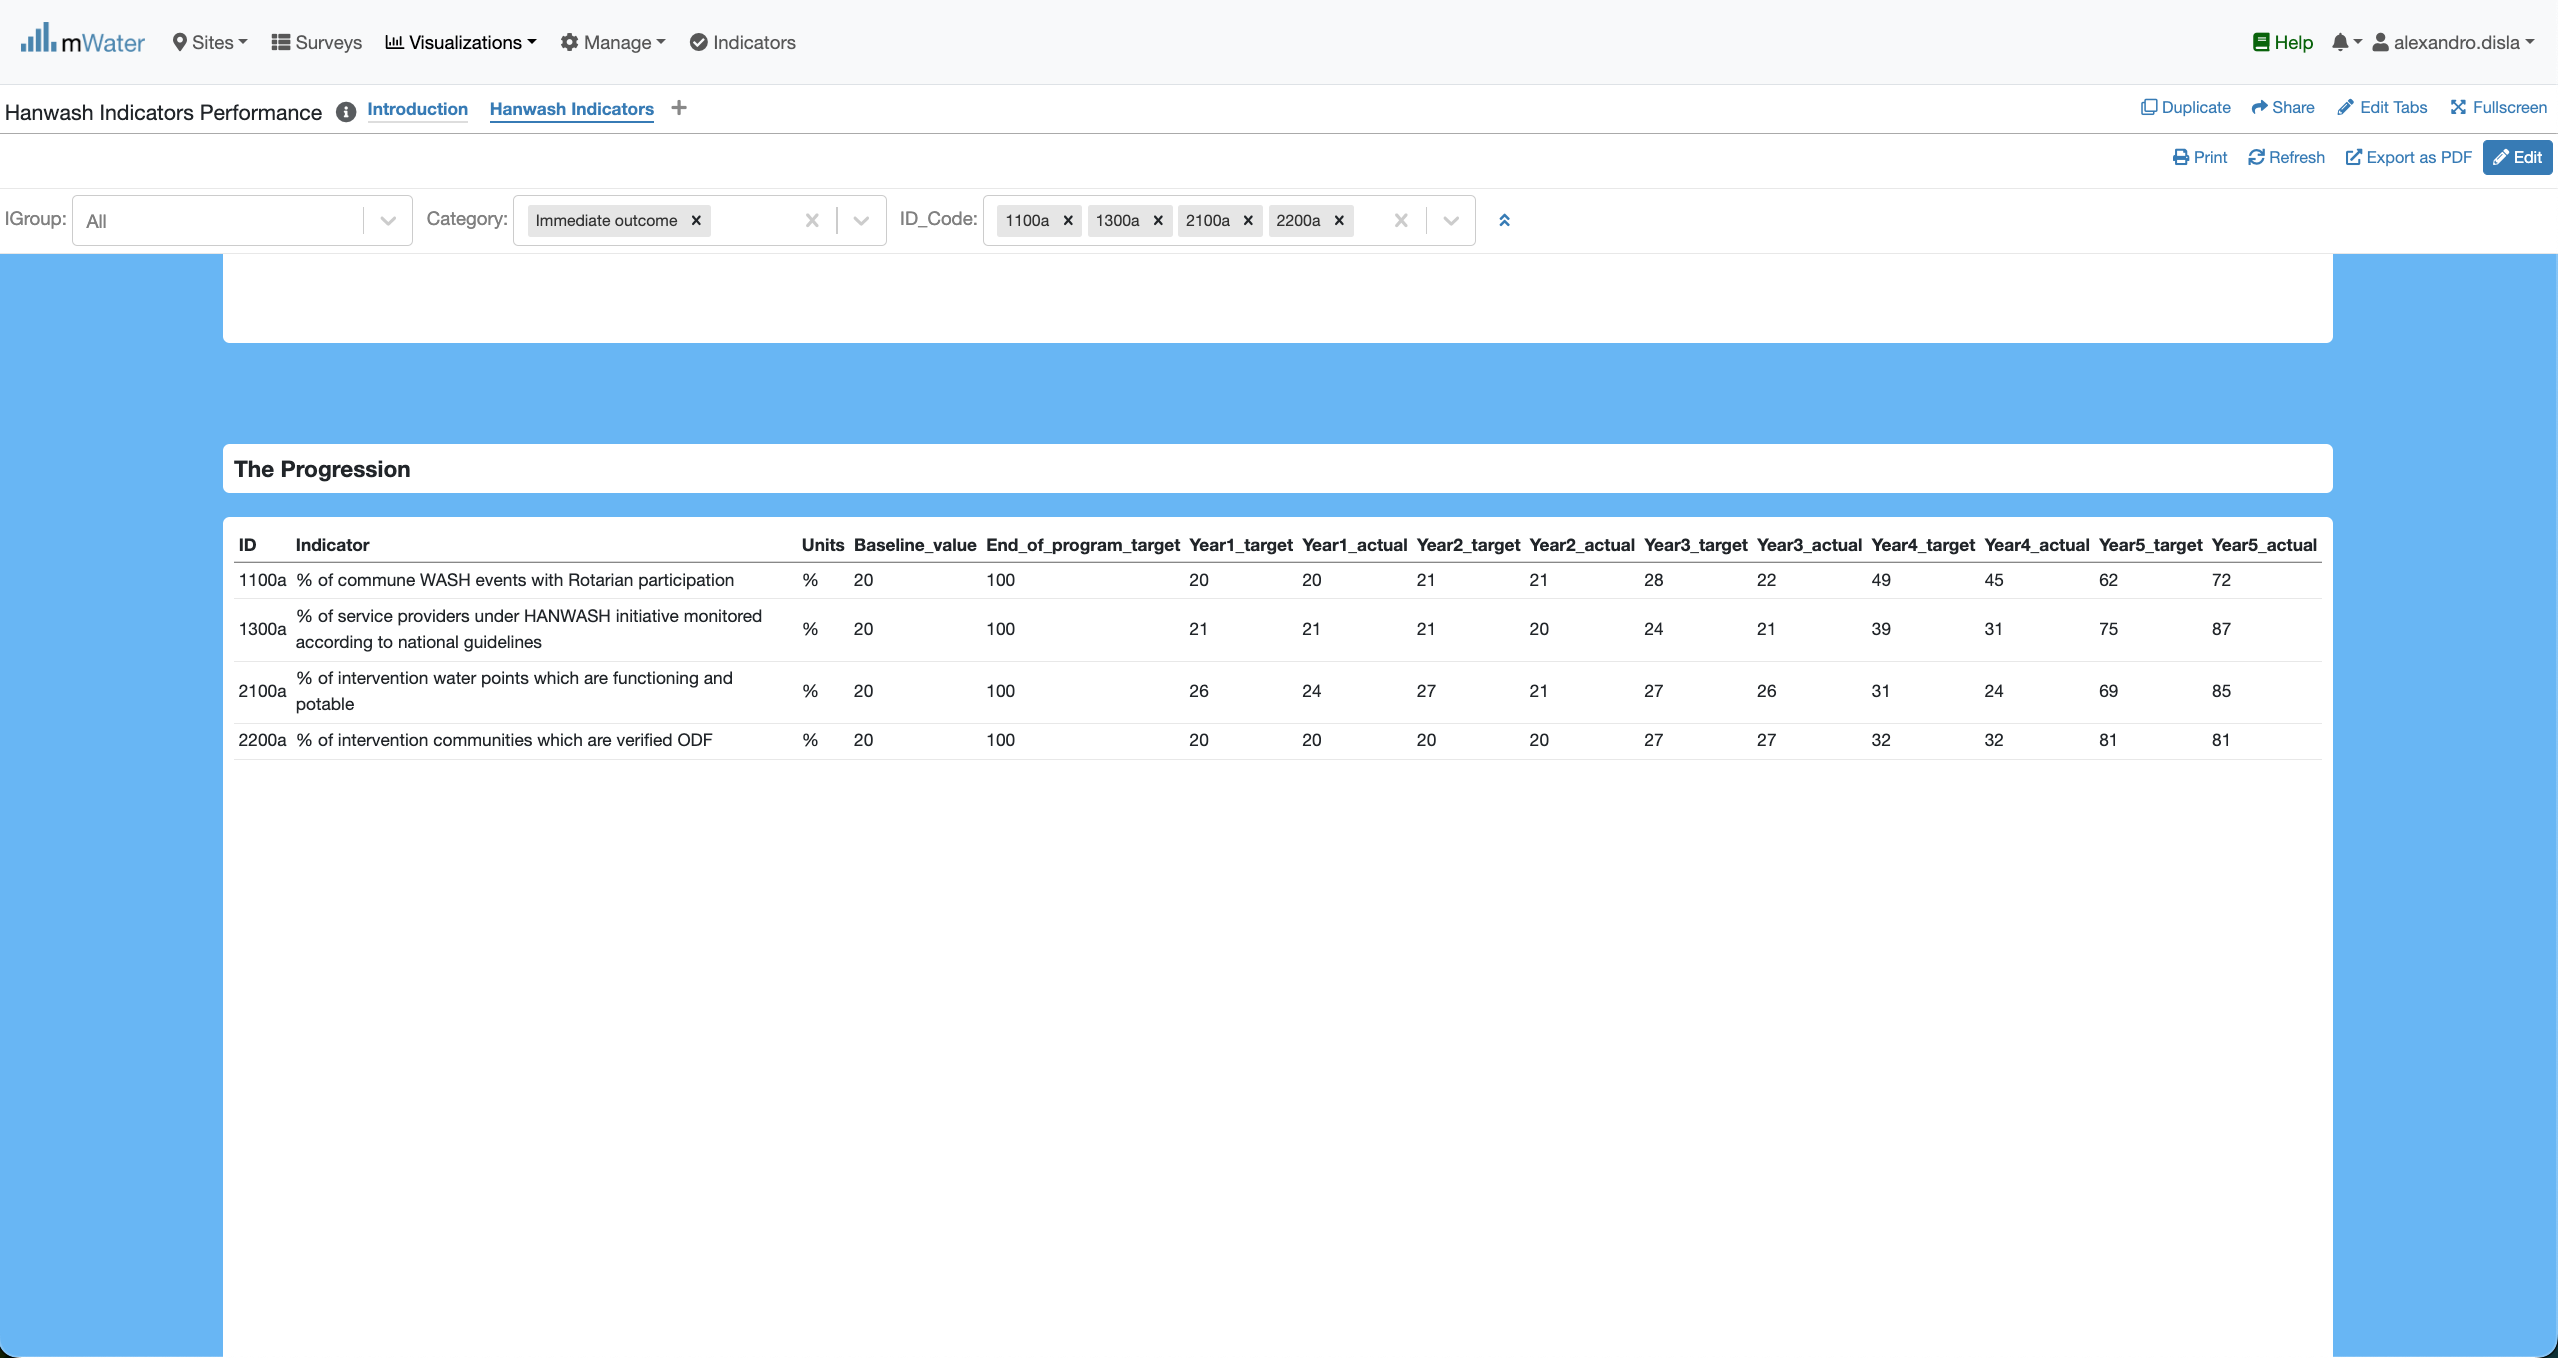 mWater Sites Surveys Visualizations Manage Indicators Help alexandro.disla
Hanwash Indicators Performance Introduction Hanwash Indicators + Duplicate Share Edit Tabs Fullscreen
Print Refresh Export as PDF Edit
IGroup: All Category: Immediate outcome ID_Code: 1100a 1300a 2100a 2200a
The Progression
ID Indicator Units Baseline_value End_of_program_target Year1_target Year1_actual Year2_target Year2_actual Year3_target Year3_actual Year4_target Year4_actual Year5_target Year5_actual
1100a % of commune WASH events with Rotarian participation % 20 100 20 20 21 21 28 22 49 45 62 72
1300a % of service providers under HANWASH initiative monitored
according to national guidelines % 20 100 21 21 21 20 24 21 39 31 75 87
2100a % of intervention water points which are functioning and
potable % 20 100 26 24 27 21 27 26 31 24 69 85
2200a % of intervention communities which are verified ODF % 20 100 20 20 20 20 27 27 32 32 81 81